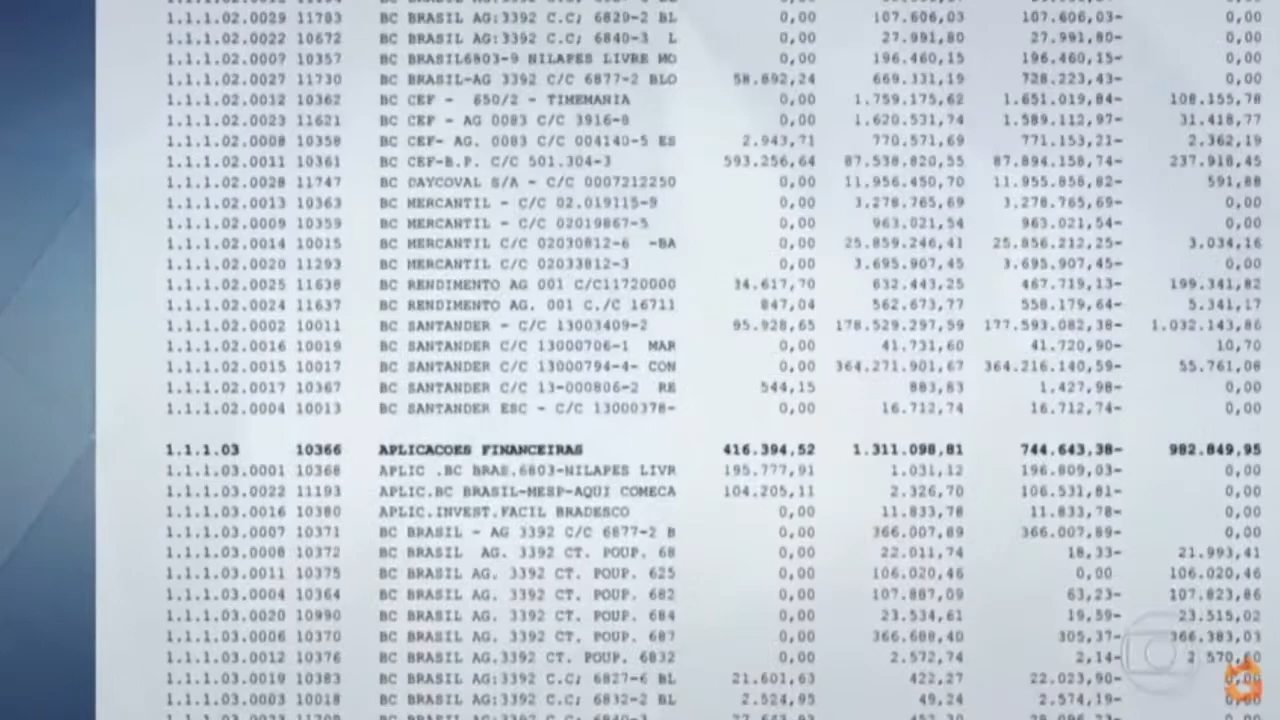 1.1.1.02.0029 11783 BC BRASIL AG:3392 C.C; 6829-2 BL 0,00 107.606,03 107.606,03- 0,00
1.1.1.02.0022 10672 BC BRASIL AG:3392 C.C; 6840-3 L 0,00 27.991,80 27.991,80- 0,00
1.1.1.02.0007 10357 BC BRASIL6803-9 NILAPES LIVRE MO 0,00 196.460,15 196.460,15- 0,00
1.1.1.02.0027 11730 BC BRASIL-AG 3392 C/C 6877-2 BLO 58.892,24 669.331,19 728.223,43- 0,00
1.1.1.02.0012 10362 BC CEF - 650/2 - TIMEMANIA 0,00 1.759.175,62 1.651.019,84- 108.155,78
1.1.1.02.0023 11621 BC CEF - AG 0083 C/C 3916-8 0,00 1.620.531,74 1.589.112,97- 31.418,77
1.1.1.02.0008 10358 BC CEF- AG. 0083 C/C 004140-5 ES 2.943,71 770.571,69 771.153,21- 2.362,19
1.1.1.02.0011 10361 BC CEF-B.P. C/C 501.304-3 593.256,64 87.538.820,55 87.894.158,74- 237.918,45
1.1.1.02.0028 11747 BC DAYCOVAL S/A - C/C 0007212250 0,00 11.956.450,70 11.955.858,82- 591,88
1.1.1.02.0013 10363 BC MERCANTIL - C/C 02.019115-9 0,00 3.278.765,69 3.278.765,69- 0,00
1.1.1.02.0009 10359 BC MERCANTIL - C/C 02019867-5 0,00 963.021,54 963.021,54- 0,00
1.1.1.02.0014 10015 BC MERCANTIL C/C 02030812-6 -BA 0,00 25.859.246,41 25.856.212,25- 3.034,16
1.1.1.02.0020 11293 BC MERCANTIL C/C 02033812-3 0,00 3.695.907,45 3.695.907,45- 0,00
1.1.1.02.0025 11638 BC RENDIMENTO AG 001 C/C11720000 34.617,70 632.443,25 467.719,13- 199.341,82
1.1.1.02.0024 11637 BC RENDIMENTO AG. 001 C./C 16711 847,04 562.673,77 558.179,64- 5.341,17
1.1.1.02.0002 10011 BC SANTANDER - C/C 13003409-2 95.928,65 178.529.297,59 177.593.082,38- 1.032.143,86
1.1.1.02.0016 10019 BC SANTANDER C/C 13000706-1 MAR 0,00 41.731,60 41.720,90- 10,70
1.1.1.02.0015 10017 BC SANTANDER C/C 13000794-4- CON 0,00 364.271.901,67 364.216.140,59- 55.761,08
1.1.1.02.0017 10367 BC SANTANDER C/C 13-000806-2 RE 544,15 883,83 1.427,98- 0,00
1.1.1.02.0004 10013 BC SANTANDER ESC - C/C 13000378- 0,00 16.712,74 16.712,74- 0,00
1.1.1.03 10366 APLICACOES FINANCEIRAS 416.394,52 1.311.098,81 744.643,38- 982.849,95
1.1.1.03.0001 10368 APLIC .BC BRAS.6803-NILAPES LIVR 195.777,91 1.031,12 196.809,03- 0,00
1.1.1.03.0022 11193 APLIC.BC BRASIL-MESP-AQUI COMECA 104.205,11 2.326,70 106.531,81- 0,00
1.1.1.03.0016 10380 APLIC.INVEST.FACIL BRADESCO 0,00 11.833,78 11.833,78- 0,00
1.1.1.03.0007 10371 BC BRASIL - AG 3392 C/C 6877-2 B 0,00 366.007,89 366.007,89- 0,00
1.1.1.03.0008 10372 BC BRASIL AG. 3392 CT. POUP. 68 0,00 22.011,74 18,33- 21.993,41
1.1.1.03.0011 10375 BC BRASIL AG. 3392 CT. POUP. 625 0,00 106.020,46 0,00 106.020,46
1.1.1.03.0004 10364 BC BRASIL AG. 3392 CT. POUP. 682 0,00 107.887,09 63,23- 107.823,86
1.1.1.03.0020 10990 BC BRASIL AG. 3392 CT. POUP. 684 0,00 23.534,61 19,59- 23.515,02
1.1.1.03.0006 10370 BC BRASIL AG. 3392 CT. POUP. 687 0,00 366.688,40 305,37- 366.383,03
1.1.1.03.0012 10376 BC BRASIL AG.3392 CT. POUP. 6832 0,00 2.572,74 2,14- 2.570,60
1.1.1.03.0019 10383 BC BRASIL AG:3392 C.C; 6827-6 BL 21.601,63 422,27 22.023,90- 0,00
1.1.1.03.0003 10018 BC BRASIL AG:3392 C.C; 6832-2 BL 2.524,95 49,24 2.574,19- 0,00